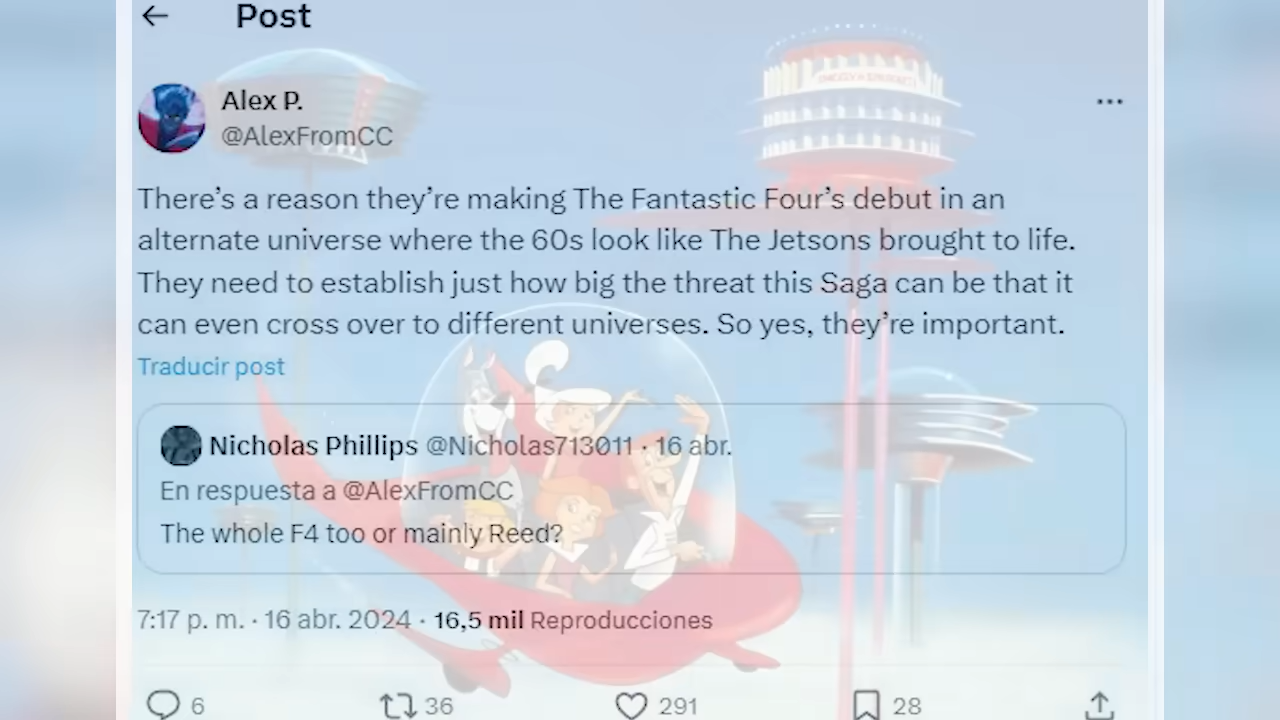 Post
Alex P.
@AlexFromCC
There's a reason they're making The Fantastic Four's debut in an
alternate universe where the 60s look like The Jetsons brought to life.
They need to establish just how big the threat this Saga can be that it
can even cross over to different universes. So yes, they're important.
Traducir post
Nicholas Phillips @Nicholas713011 · 16 abr.
En respuesta a @AlexFromCC
The whole F4 too or mainly Reed?
7:17 p. m. · 16 abr. 2024 · 16,5 mil Reproducciones
6 36 291 28